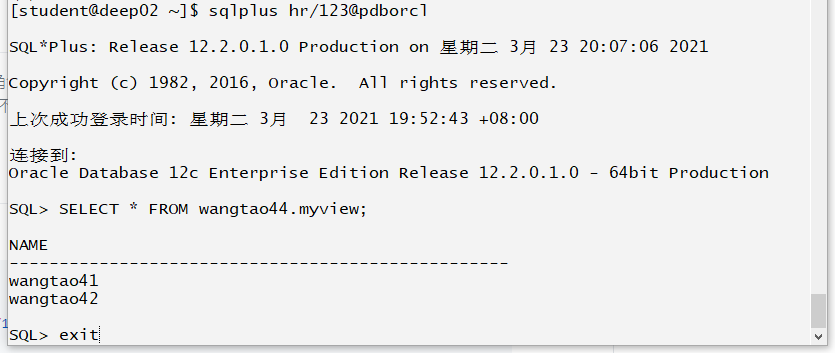 [student@deep02 ~]$ sqlplus hr/123@pdborcl
SQL*Plus: Release 12.2.0.1.0 Production on 星期二 3月 23 20:07:06 2021
Copyright (c) 1982, 2016, Oracle.  All rights reserved.
上次成功登录时间: 星期二 3月  23 2021 19:52:43 +08:00
连接到:
Oracle Database 12c Enterprise Edition Release 12.2.0.1.0 - 64bit Production
SQL> SELECT * FROM wangtao44.myview;
NAME
--------------------------------------------------
wangtao41
wangtao42
SQL> exit